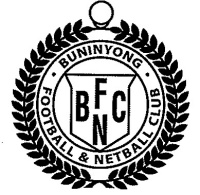 · BUNINYONG ·
FOOTBALL & NETBALL CLUB
F
B C
N